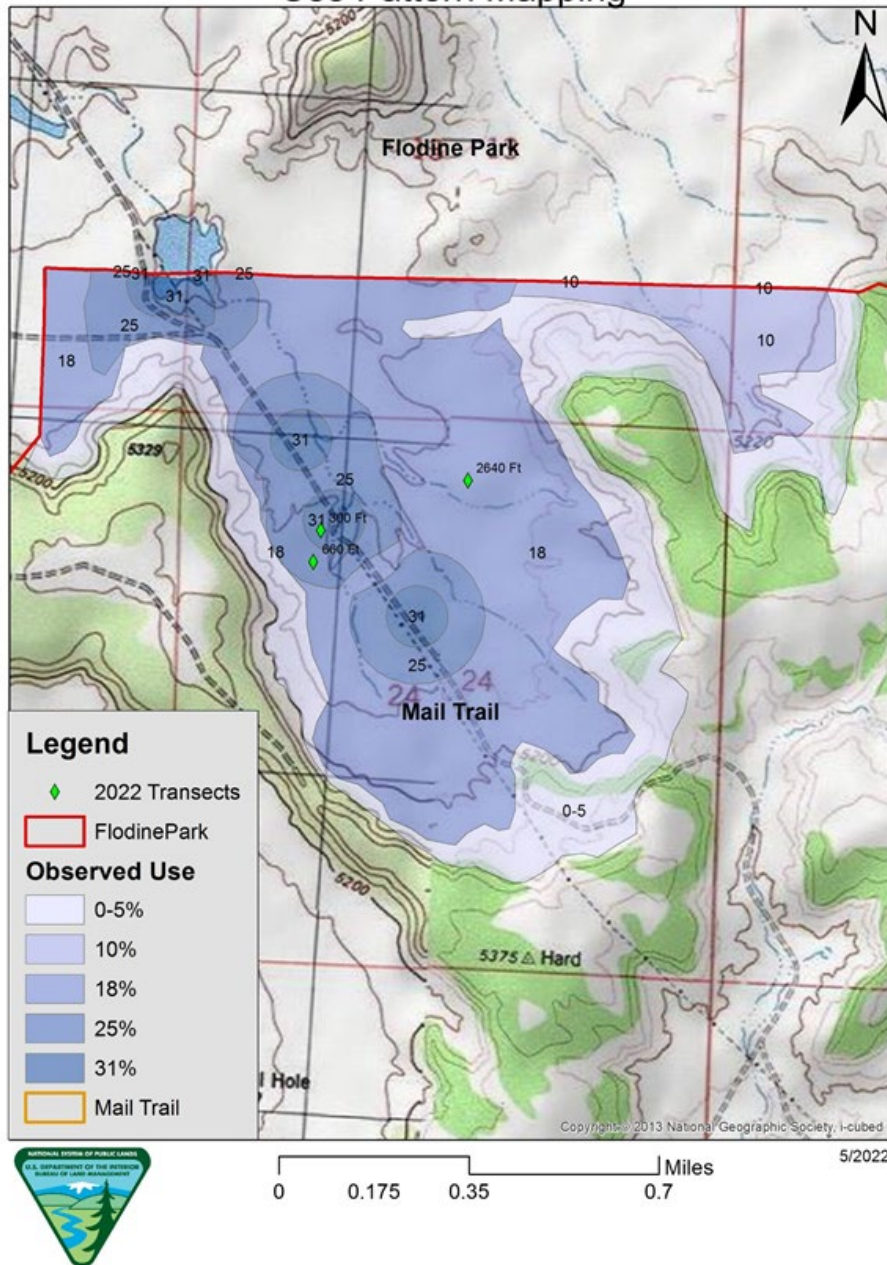 5200
N
Flodine Park
13
25
31
31
25
31
10
10
25
10
18
5329
5220
5200
31
2640 Ft
25
31
300 Ft
660 Ft
18
18
31
25
24
24
Mail Trail
5200
0-5
5200
5375 Hard
Hole
Legend
2022 Transects
FlodinePark
Observed Use
0-5%
10%
18%
25%
31%
Mail Trail
Copyright:© 2013 National Geographic Society, i-cubed
5/2022
NATIONAL SYSTEM OF PUBLIC LANDS
U.S. DEPARTMENT OF THE INTERIOR
BUREAU OF LAND MANAGEMENT
Miles
0 0.175 0.35 0.7